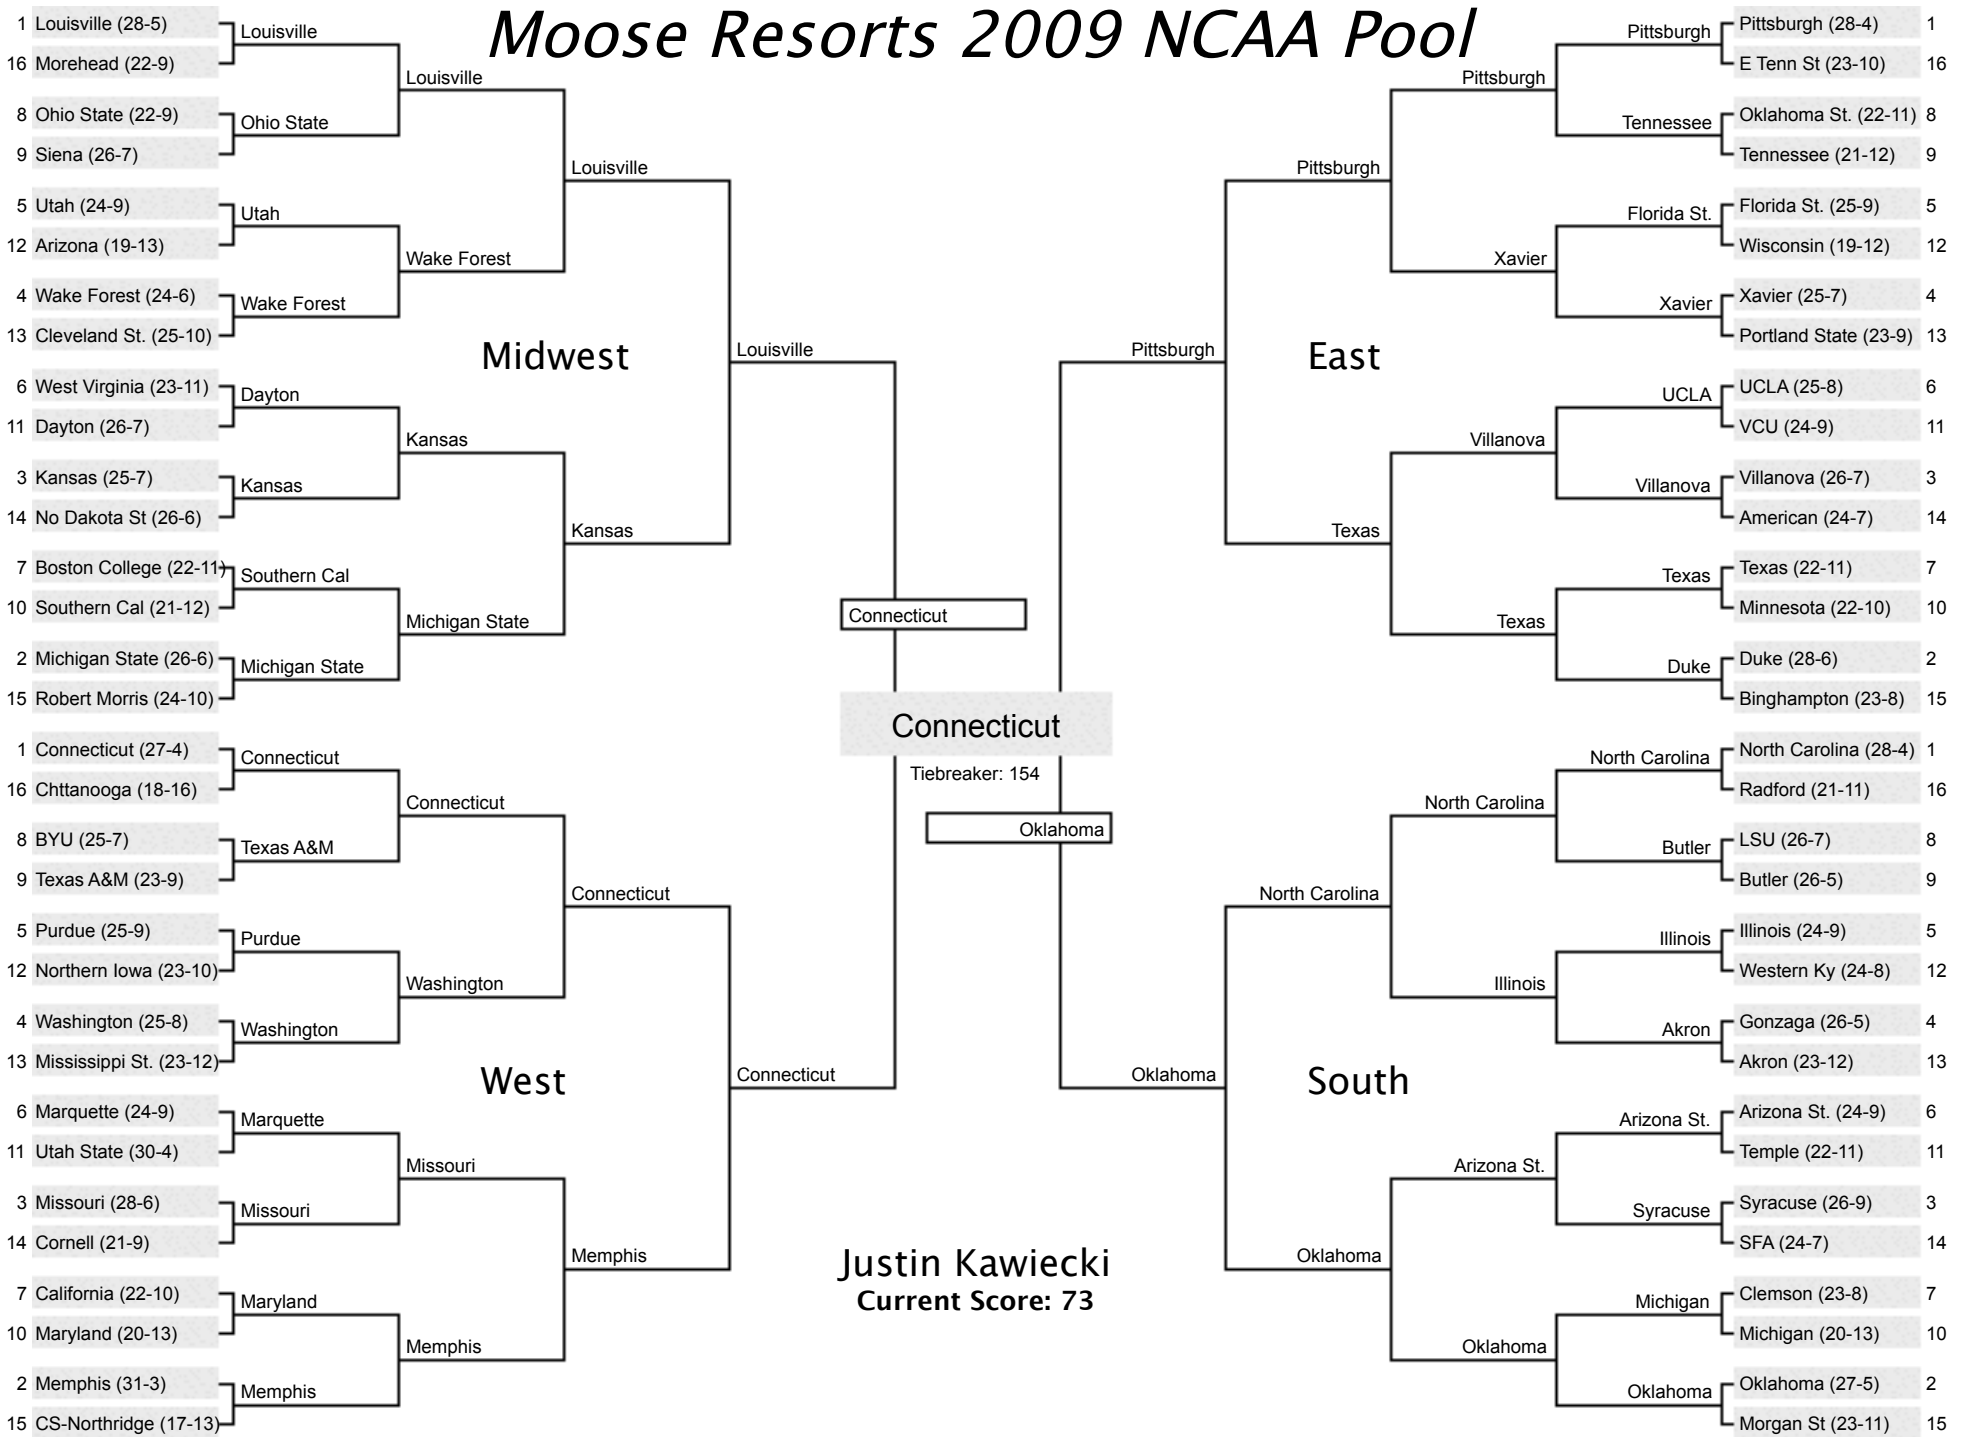 Moose Resorts 2009 NCAA Pool
1 Louisville (28-5)
16 Morehead (22-9)
8 Ohio State (22-9)
9 Siena (26-7)
5 Utah (24-9)
12 Arizona (19-13)
4 Wake Forest (24-6)
13 Cleveland St. (25-10)
6 West Virginia (23-11)
11 Dayton (26-7)
3 Kansas (25-7)
14 No Dakota St (26-6)
7 Boston College (22-11)
10 Southern Cal (21-12)
2 Michigan State (26-6)
15 Robert Morris (24-10)
Louisville
Ohio State
Utah
Wake Forest
Dayton
Kansas
Southern Cal
Michigan State
Louisville
Wake Forest
Kansas
Michigan State
Louisville
Kansas
Midwest
Louisville
1 Connecticut (27-4)
16 Chttanooga (18-16)
8 BYU (25-7)
9 Texas A&M (23-9)
5 Purdue (25-9)
12 Northern Iowa (23-10)
4 Washington (25-8)
13 Mississippi St. (23-12)
6 Marquette (24-9)
11 Utah State (30-4)
3 Missouri (28-6)
14 Cornell (21-9)
7 California (22-10)
10 Maryland (20-13)
2 Memphis (31-3)
15 CS-Northridge (17-13)
Connecticut
Texas A&M
Purdue
Washington
Marquette
Missouri
Maryland
Memphis
Connecticut
Washington
Missouri
Memphis
Connecticut
Memphis
West
Connecticut
Connecticut
Connecticut
Tiebreaker: 154
Oklahoma
Justin Kawiecki
Current Score: 73
Pittsburgh
East
Pittsburgh
Texas
Pittsburgh
Xavier
Villanova
Texas
Pittsburgh
Tennessee
Florida St.
Xavier
UCLA
Villanova
Texas
Duke
Pittsburgh (28-4) 1
E Tenn St (23-10) 16
Oklahoma St. (22-11) 8
Tennessee (21-12) 9
Florida St. (25-9) 5
Wisconsin (19-12) 12
Xavier (25-7) 4
Portland State (23-9) 13
UCLA (25-8) 6
VCU (24-9) 11
Villanova (26-7) 3
American (24-7) 14
Texas (22-11) 7
Minnesota (22-10) 10
Duke (28-6) 2
Binghampton (23-8) 15
Oklahoma
South
North Carolina
Oklahoma
North Carolina
Illinois
Arizona St.
Oklahoma
North Carolina
Butler
Illinois
Akron
Arizona St.
Syracuse
Michigan
Oklahoma
North Carolina (28-4) 1
Radford (21-11) 16
LSU (26-7) 8
Butler (26-5) 9
Illinois (24-9) 5
Western Ky (24-8) 12
Gonzaga (26-5) 4
Akron (23-12) 13
Arizona St. (24-9) 6
Temple (22-11) 11
Syracuse (26-9) 3
SFA (24-7) 14
Clemson (23-8) 7
Michigan (20-13) 10
Oklahoma (27-5) 2
Morgan St (23-11) 15